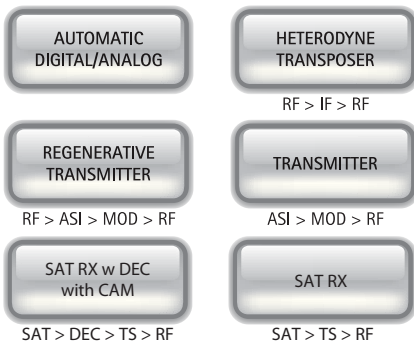 AUTOMATIC
DIGITAL/ANALOG
HETERODYNE
TRANSPOSER
RF > IF > RF
REGENERATIVE
TRANSMITTER
RF > ASI > MOD > RF
TRANSMITTER
ASI > MOD > RF
SAT RX w DEC
with CAM
SAT > DEC > TS > RF
SAT RX
SAT > TS > RF